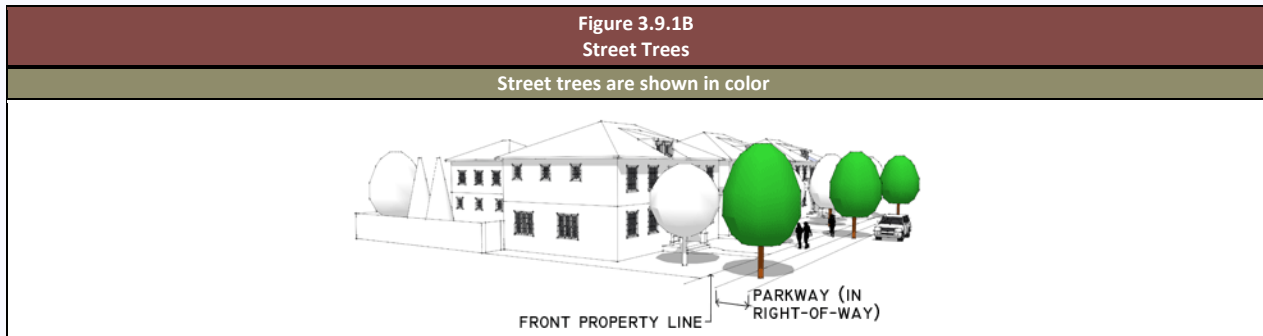 Figure 3.9.1B
Street Trees
Street trees are shown in color
PARKWAY (IN
RIGHT-OF-WAY)
FRONT PROPERTY LINE